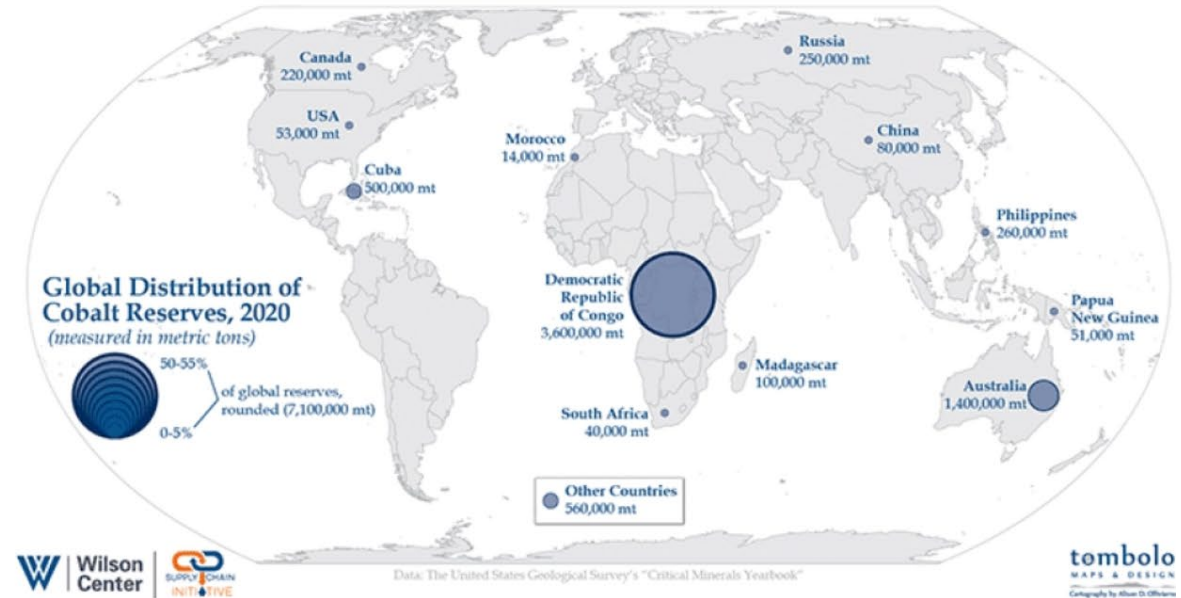 Canada
220,000 mt
USA
53,000 mt
Cuba
500,000 mt
Russia
250,000 mt
Morocco
14,000 mt
China
80,000 mt
Philippines
260,000 mt
Democratic
Republic
of Congo
3,600,000 mt
Papua
New Guinea
51,000 mt
Madagascar
100,000 mt
Australia
1,400,000 mt
South Africa
40,000 mt
Global Distribution of
Cobalt Reserves, 2020
(measured in metric tons)
50-55%
of global reserves,
rounded (7,100,000 mt)
0-5%
Other Countries
560,000 mt
Wilson
Center
SUPPLY CHAIN
INITIATIVE
Data: The United States Geological Survey's "Critical Minerals Yearbook"
tombolo
MAPS & DESIGN
Cartography by Alison